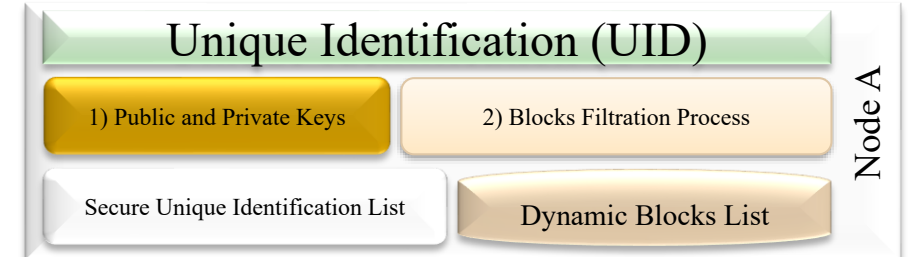 Unique Identification (UID)
1) Public and Private Keys
2) Blocks Filtration Process
Secure Unique Identification List
Dynamic Blocks List
Node A